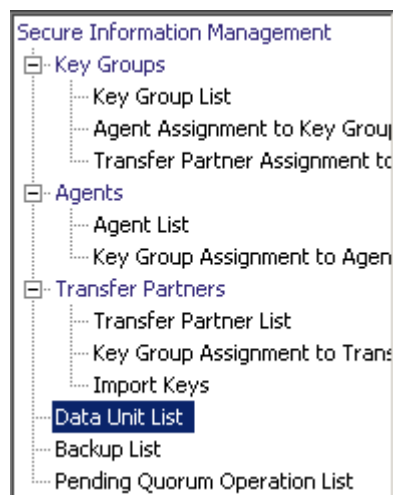 Secure Information Management
Key Groups
Key Group List
Agent Assignment to Key Grou
Transfer Partner Assignment to
Agents
Agent List
Key Group Assignment to Agen
Transfer Partners
Transfer Partner List
Key Group Assignment to Trans
Import Keys
Data Unit List
Backup List
Pending Quorum Operation List